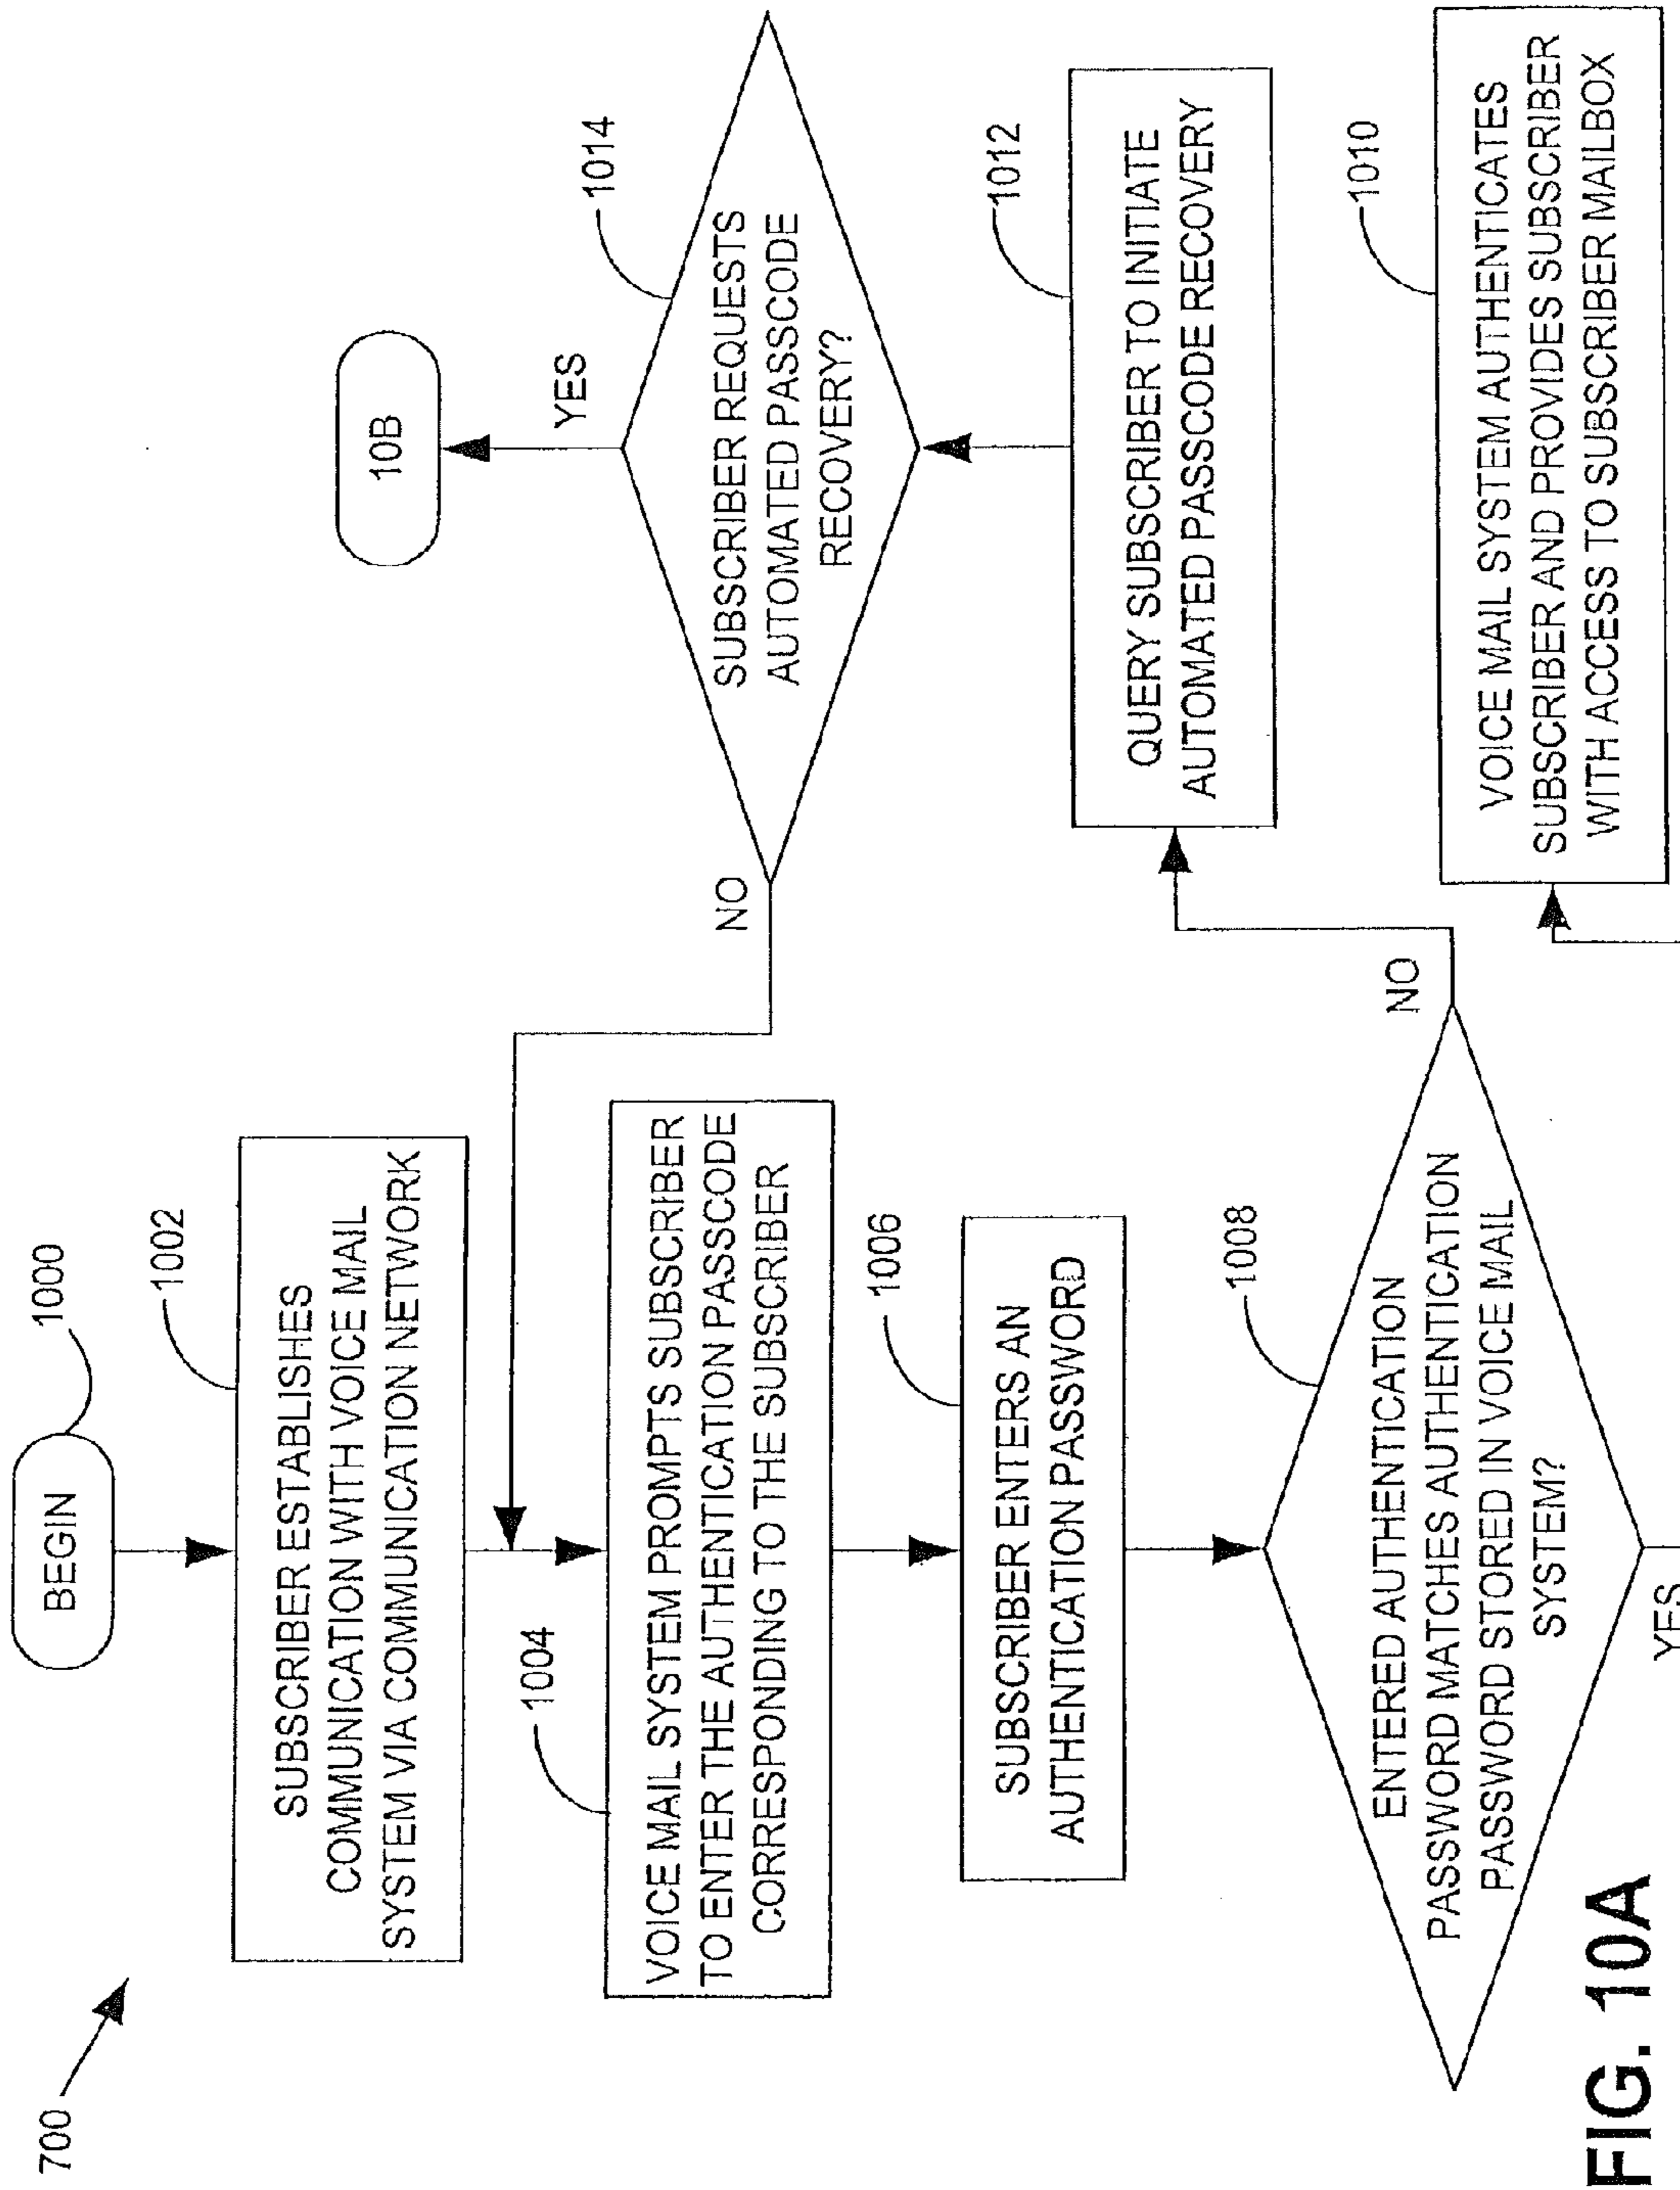 700
BEGIN
1000
SUBSCRIBER ESTABLISHES
COMMUNICATION WITH VOICE MAIL
SYSTEM VIA COMMUNICATION NETWORK
1002
1004
VOICE MAIL SYSTEM PROMPTS SUBSCRIBER
TO ENTER THE AUTHENTICATION PASSCODE
CORRESPONDING TO THE SUBSCRIBER
SUBSCRIBER ENTERS AN
AUTHENTICATION PASSWORD
1006
ENTERED AUTHENTICATION
PASSWORD MATCHES AUTHENTICATION
PASSWORD STORED IN VOICE MAIL
SYSTEM?
1008
NO
YES
10B
YES
SUBSCRIBER REQUESTS
AUTOMATED PASSCODE
RECOVERY?
1014
NO
QUERY SUBSCRIBER TO INITIATE
AUTOMATED PASSCODE RECOVERY
1012
VOICE MAIL SYSTEM AUTHENTICATES
SUBSCRIBER AND PROVIDES SUBSCRIBER
WITH ACCESS TO SUBSCRIBER MAILBOX
1010
FIG. 10A